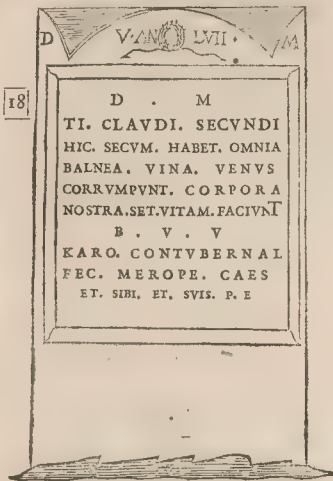 D V. AN LVII. M
18
D . M
TI. CLAVDI. SECVNDI
HIC. SECVM. HABET. OMNIA
BALNEA. VINA. VENVS
CORRVMPVNT. CORPORA
NOSTRA.SET.VITAM.FACIVNT
B. V. V
KARO. CONTVBERNAL
FEC. MEROPE. CAES
ET. SIBI. ET. SVIS. P. E